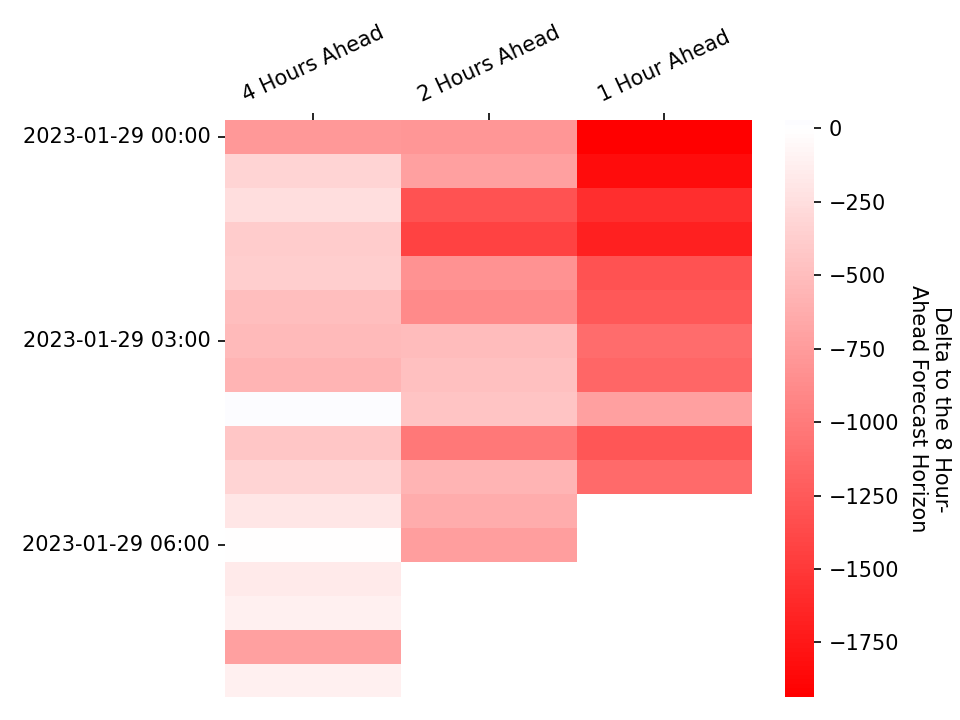 4 Hours Ahead
2 Hours Ahead
1 Hour Ahead
2023-01-29 00:00
2023-01-29 03:00
2023-01-29 06:00
0
−250
−500
−750
−1000
−1250
−1500
−1750
Delta to the 8 Hour-
Ahead Forecast Horizon